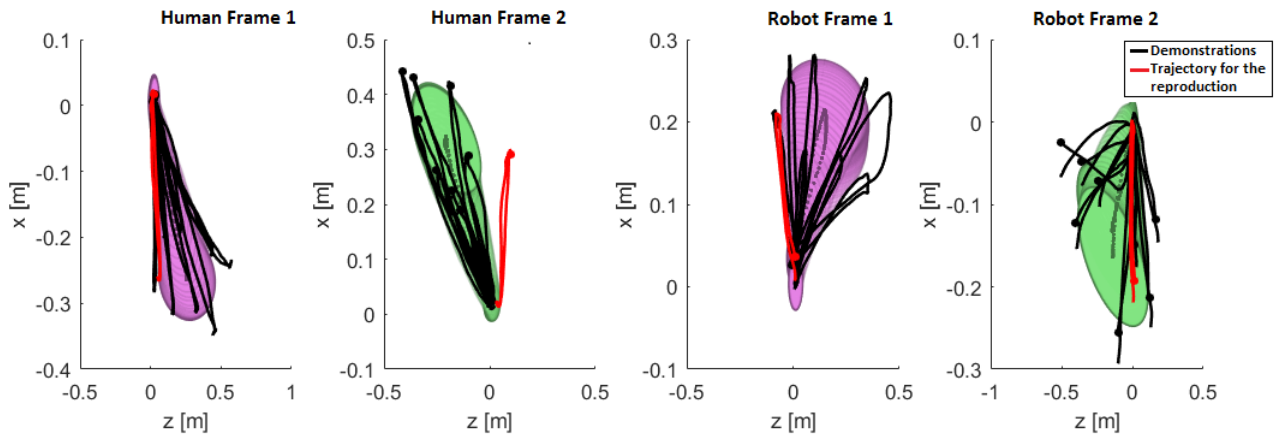 Human Frame 1
0.1
0
-0.1
-0.2
-0.3
-0.4
x [m]
-0.5
0
0.5
1
z [m]
Human Frame 2
0.5
0.4
0.3
0.2
0.1
0
-0.1
x [m]
-0.5
0
0.5
z [m]
Robot Frame 1
0.3
0.2
0.1
0
-0.1
x [m]
-0.5
0
0.5
z [m]
Robot Frame 2
0.1
0
-0.1
-0.2
-0.3
x [m]
-1
-0.5
0
0.5
z [m]
Demonstrations
Trajectory for the
reproduction